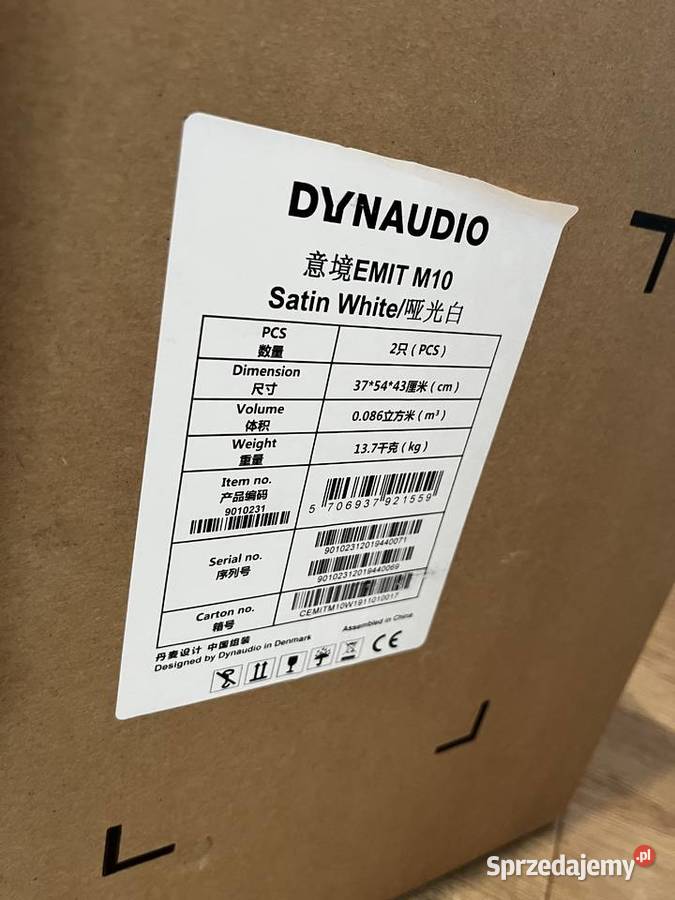 DYNAUDIO
意境EMIT M10
Satin White/哑光白
PCS
数量
2只 ( PCS )
Dimension
尺寸
37*54*43厘米 ( cm )
Volume
体积
0.086立方米 ( m³ )
Weight
重量
13.7千克 ( kg )
Item no.
产品编码
9010231
5 706937 921559
Serial no.
序列号
90102312019440071
90102312019440069
Carton no.
箱号
CEMITM10W1911010017
丹麦设计 中国组装
Designed by Dynaudio in Denmark
Assembled in China
CE
Sprzedajemy.pl